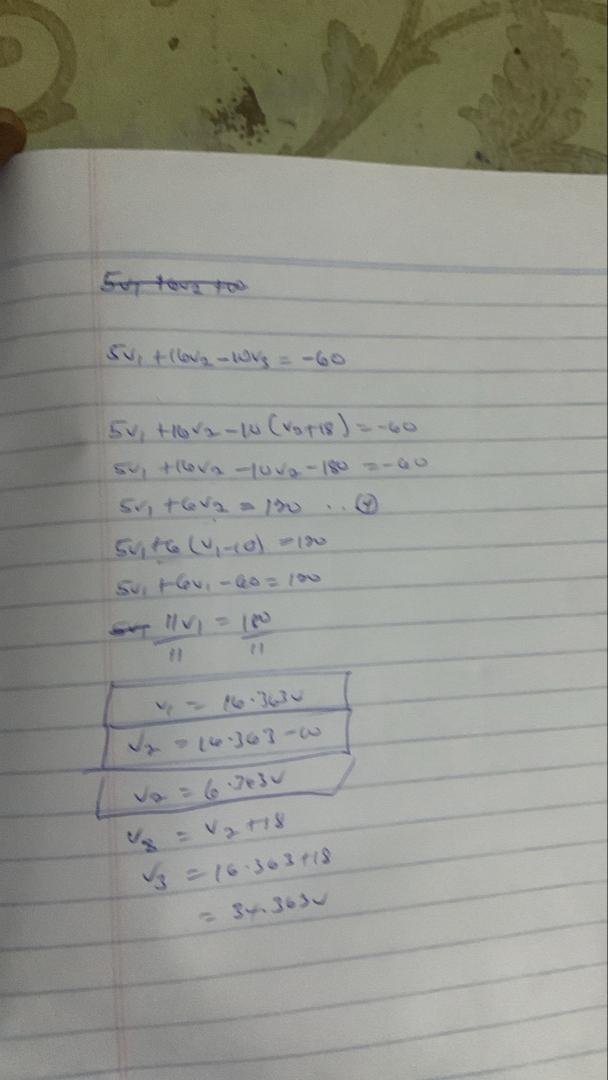 5v₁ + 6v₂ + 00
5v₁ + 16v₂ - 10v₃ = -60
5v₁ + 16v₂ - 10 (v₂+18) = -60
5v₁ + 16v₂ - 10v₂ - 180 = -60
5v₁ + 6v₂ = 120 .. ④
5v₁ + 6 (v₁ - 10) = 120
5v₁ + 6v₁ - 60 = 120
11v₁ = 180
11 11
v₁ = 16.363v
v₂ = 16.363 - 10
v₂ = 6.363v
v₃ = v₂ + 18
v₃ = 16.363 + 18
= 34.363v